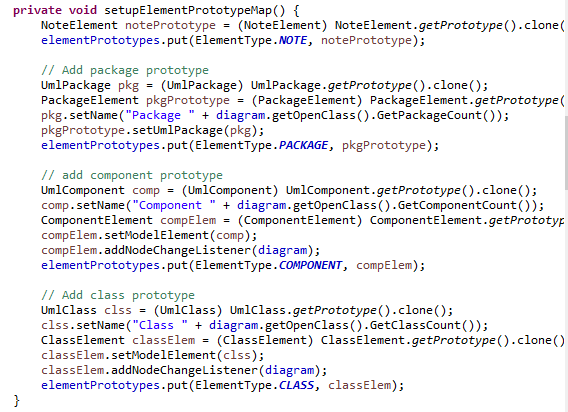 private void setupElementPrototypeMap() {
NoteElement notePrototype = (NoteElement) NoteElement.getPrototype().clone(
elementPrototypes.put(ElementType.NOTE, notePrototype);
// Add package prototype
UmlPackage pkg = (UmlPackage) UmlPackage.getPrototype().clone();
PackageElement pkgPrototype = (PackageElement) PackageElement.getPrototype(
pkg.setName("Package " + diagram.getOpenClass().GetPackageCount());
pkgPrototype.setUmlPackage(pkg);
elementPrototypes.put(ElementType.PACKAGE, pkgPrototype);
// add component prototype
UmlComponent comp = (UmlComponent) UmlComponent.getPrototype().clone();
comp.setName("Component " + diagram.getOpenClass().GetComponentCount());
ComponentElement compElem = (ComponentElement) ComponentElement.getPrototyp
compElem.setModelElement(comp);
compElem.addNodeChangeListener(diagram);
elementPrototypes.put(ElementType.COMPONENT, compElem);
// Add class prototype
UmlClass clss = (UmlClass) UmlClass.getPrototype().clone();
clss.setName("Class " + diagram.getOpenClass().GetClassCount());
ClassElement classElem = (ClassElement) ClassElement.getPrototype().clone()
classElem.setModelElement(clss);
classElem.addNodeChangeListener(diagram);
elementPrototypes.put(ElementType.CLASS, classElem);
}